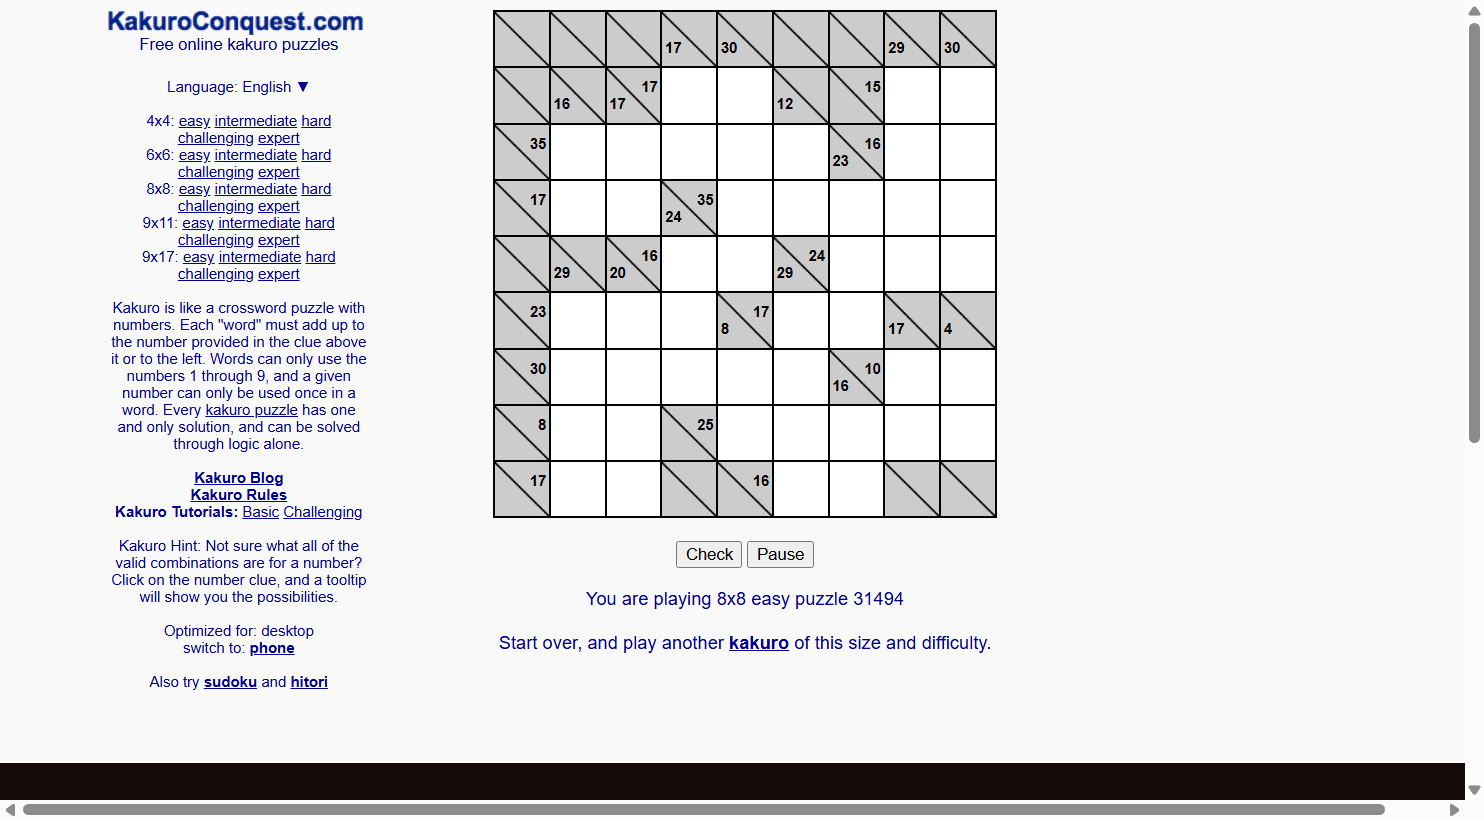 KakuroConquest.com
Free online kakuro puzzles
Language: English ▼
4x4: easy intermediate hard
challenging expert
6x6: easy intermediate hard
challenging expert
8x8: easy intermediate hard
challenging expert
9x11: easy intermediate hard
challenging expert
9x17: easy intermediate hard
challenging expert
Kakuro is like a crossword puzzle with
numbers. Each "word" must add up to
the number provided in the clue above
it or to the left. Words can only use the
numbers 1 through 9, and a given
number can only be used once in a
word. Every kakuro puzzle has one
and only solution, and can be solved
through logic alone.
Kakuro Blog
Kakuro Rules
Kakuro Tutorials: Basic Challenging
Kakuro Hint: Not sure what all of the
valid combinations are for a number?
Click on the number clue, and a tooltip
will show you the possibilities.
Optimized for: desktop
switch to: phone
Also try sudoku and hitori
17 30 29 30
16 17 17 12 15
35 23 16
17 24 35
29 20 16 29 24
23 8 17 17 4
30 16 10
8 25
17 16
Check Pause
You are playing 8x8 easy puzzle 31494
Start over, and play another kakuro of this size and difficulty.